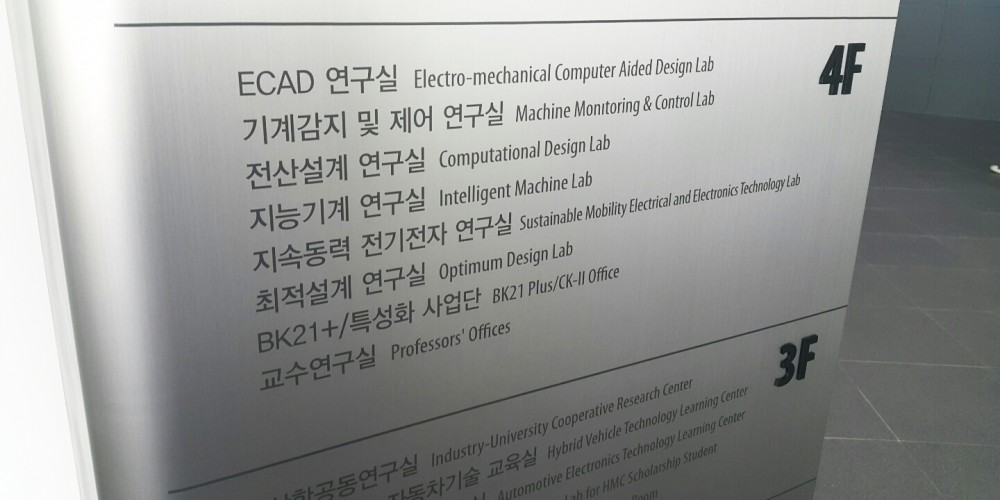 4F
ECAD 연구실 Electro-mechanical Computer Aided Design Lab
기계감지 및 제어 연구실 Machine Monitoring & Control Lab
전산설계 연구실 Computational Design Lab
지능기계 연구실 Intelligent Machine Lab
지속동력 전기전자 연구실 Sustainable Mobility Electrical and Electronics Technology Lab
최적설계 연구실 Optimum Design Lab
BK21+/특성화 사업단 BK21 Plus/CK-II Office
교수연구실 Professors' Offices
3F
산학공동연구실 Industry-University Cooperative Research Center
자동차기술 교육실 Hybrid Vehicle Technology Learning Center
Automotive Electronics Technology Learning Center
Lab for HMC Scholarship Student
Room